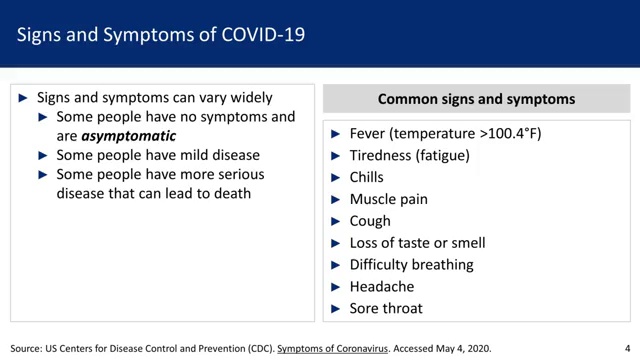 Signs and Symptoms of COVID-19
► Signs and symptoms can vary widely
► Some people have no symptoms and
are asymptomatic
► Some people have mild disease
► Some people have more serious
disease that can lead to death
Common signs and symptoms
► Fever (temperature >100.4°F)
► Tiredness (fatigue)
► Chills
► Muscle pain
► Cough
► Loss of taste or smell
► Difficulty breathing
► Headache
► Sore throat
Source: US Centers for Disease Control and Prevention (CDC). Symptoms of Coronavirus. Accessed May 4, 2020.
4